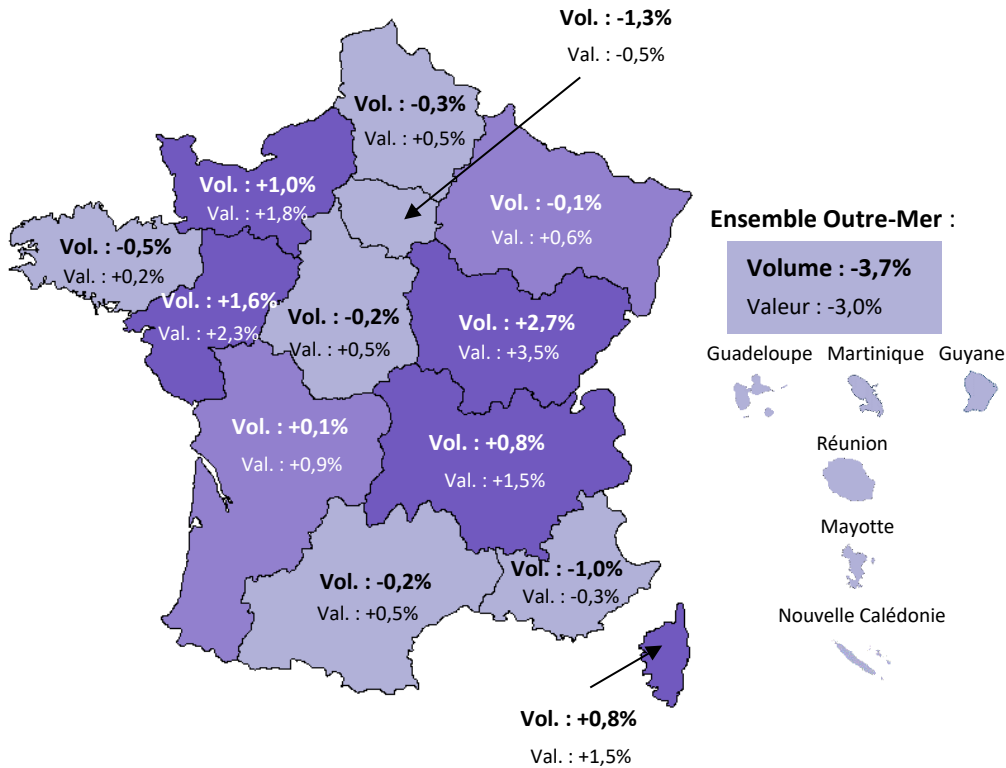 Vol. : -1,3%
Val. : -0,5%
Vol. : -0,3%
Val. : +0,5%
Vol. : +1,0%
Val. : +1,8%
Vol. : -0,1%
Val. : +0,6%
Vol. : -0,5%
Val. : +0,2%
Vol. : +1,6%
Val. : +2,3%
Vol. : -0,2%
Val. : +0,5%
Vol. : +2,7%
Val. : +3,5%
Vol. : +0,1%
Val. : +0,9%
Vol. : +0,8%
Val. : +1,5%
Vol. : -0,2%
Val. : +0,5%
Vol. : -1,0%
Val. : -0,3%
Vol. : +0,8%
Val. : +1,5%
Ensemble Outre-Mer :
Volume : -3,7%
Valeur : -3,0%
Guadeloupe Martinique Guyane
Réunion
Mayotte
Nouvelle Calédonie